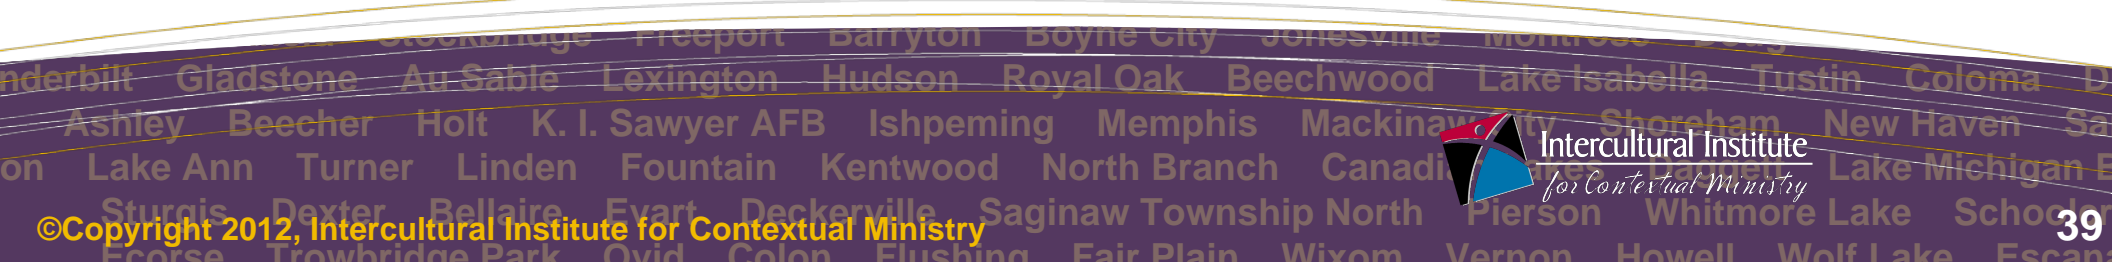 Stockbridge Freeport Barryton Boyne City Jonesville Montrose
Gladstone Au Sable Lexington Hudson Royal Oak Beechwood Lake Isabella Tustin Coloma D
Ashley Beecher Holt K. I. Sawyer AFB Ishpeming Memphis Mackinaw City Shoreham New Haven Sa
on Lake Ann Turner Linden Fountain Kentwood North Branch Lake Michigan
Intercultural Institute
for Contextual Ministry
Sturgis Dexter Bellaire Evart Deckerville Saginaw Township North Pierson Whitmore Lake
©Copyright 2012, Intercultural Institute for Contextual Ministry
39
Ecorse Trowbridge Park Ovid Colon Flushing Fair Plain Wixom Vernon Howell Wolf Lake